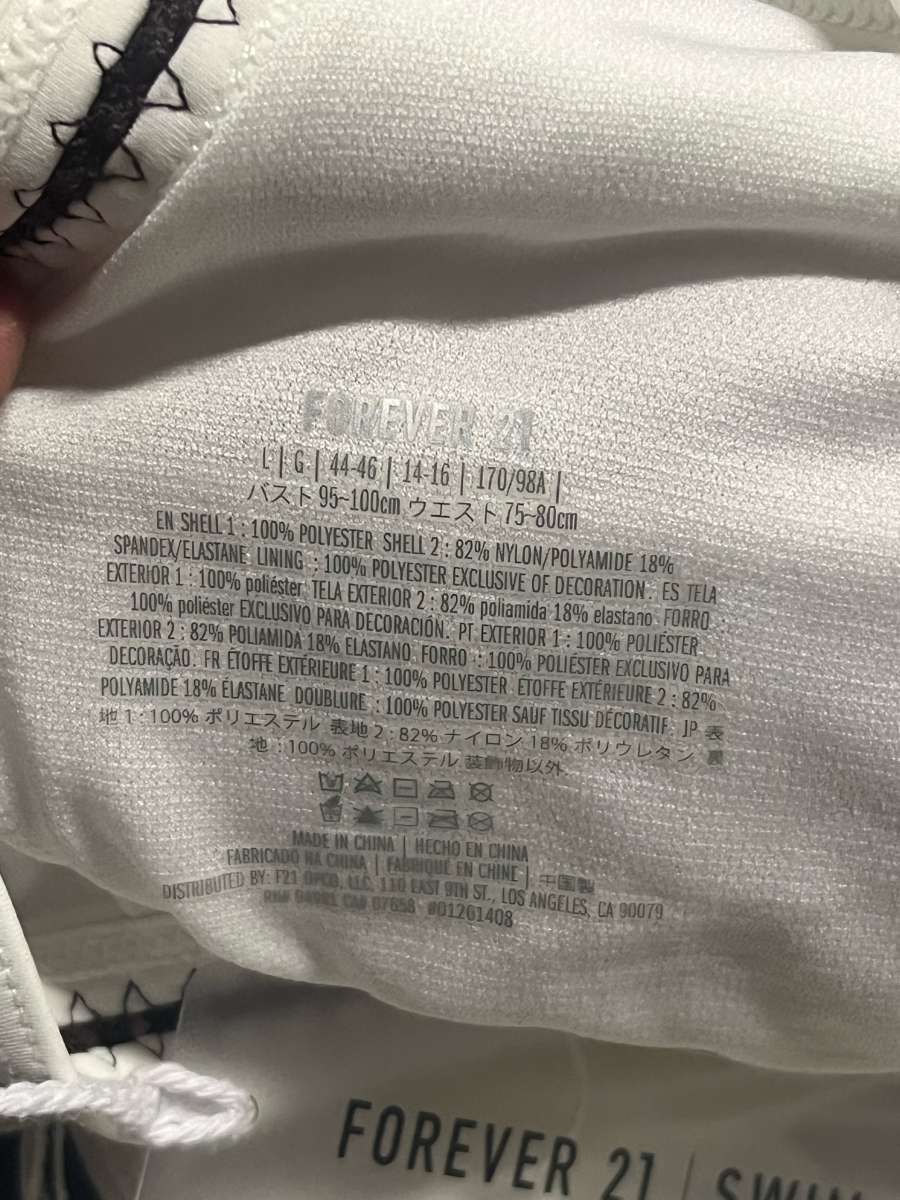 FOREVER 21
L | G | 44-46 | 14-16 | 170/98A |
バスト 95~100cm ウエスト 75~80cm
EN SHELL 1 : 100% POLYESTER SHELL 2 : 82% NYLON/POLYAMIDE 18%
SPANDEX/ELASTANE LINING : 100% POLYESTER EXCLUSIVE OF DECORATION. ES TELA
EXTERIOR 1 : 100% poliéster TELA EXTERIOR 2 : 82% poliamida 18% elastano FORRO :
100% poliéster EXCLUSIVO PARA DECORACIÓN. PT EXTERIOR 1 : 100% POLIÉSTER
EXTERIOR 2 : 82% POLIAMIDA 18% ELASTANO FORRO : 100% POLIÉSTER EXCLUSIVO PARA
DECORAÇÃO. FR ÉTOFFE EXTÉRIEURE 1 : 100% POLYESTER ÉTOFFE EXTÉRIEURE 2 : 82%
POLYAMIDE 18% ÉLASTANE DOUBLURE : 100% POLYESTER SAUF TISSU DÉCORATIF. JP 表
地 1 : 100% ポリエステル 表地 2 : 82% ナイロン 18% ポリウレタン 裏
地 : 100% ポリエステル 装飾物以外.
MADE IN CHINA | HECHO EN CHINA
FABRICADO NA CHINA | FABRIQUÉ EN CHINE | 中国製
DISTRIBUTED BY: F21 OPCO, LLC, 110 EAST 9TH ST., LOS ANGELES, CA 90079
RN# CA# 07658 #01261408
FOREVER 21 |